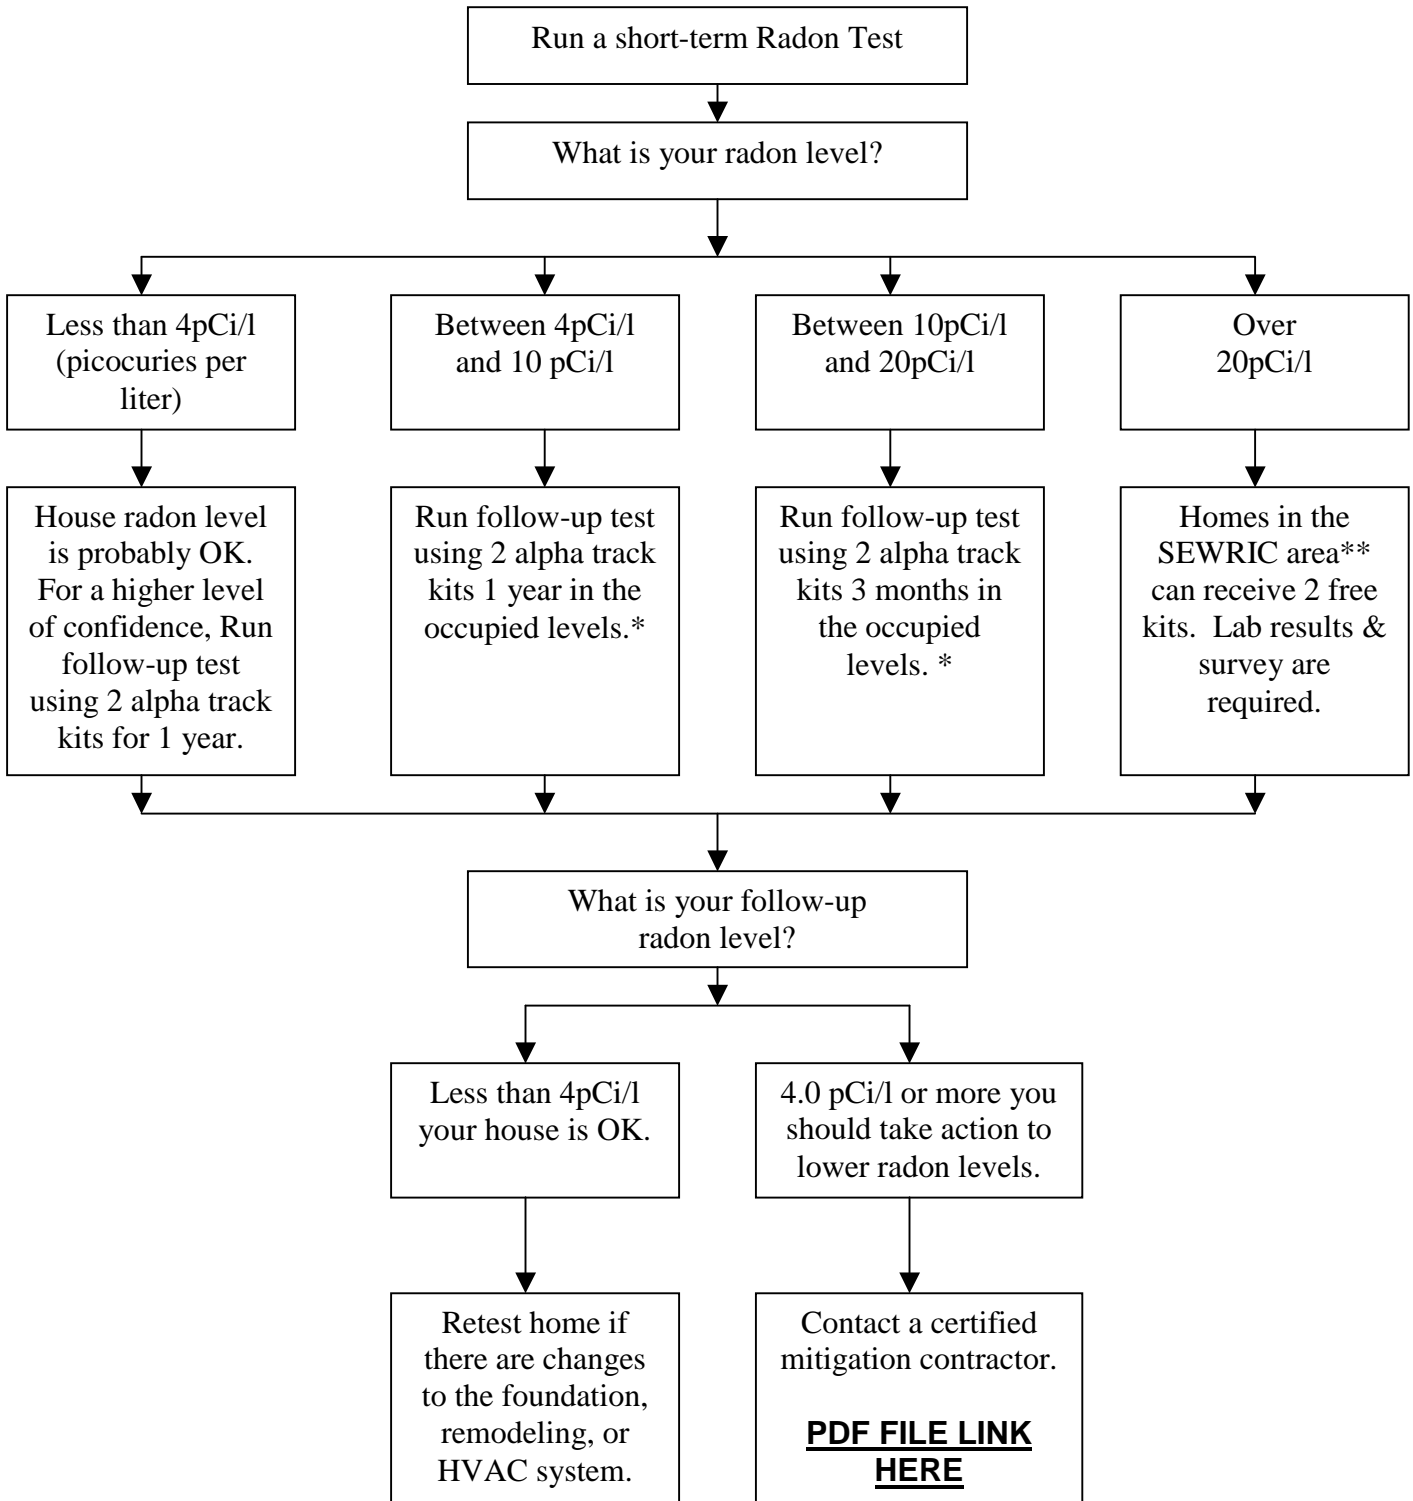 Run a short-term Radon Test
What is your radon level?
Less than 4pCi/l
(picocuries per
liter)
Between 4pCi/l
and 10 pCi/l
Between 10pCi/l
and 20pCi/l
Over
20pCi/l
House radon level
is probably OK.
For a higher level
of confidence, Run
follow-up test
using 2 alpha track
kits for 1 year.
Run follow-up test
using 2 alpha track
kits 1 year in the
occupied levels.*
Run follow-up test
using 2 alpha track
kits 3 months in
the occupied
levels. *
Homes in the
SEWRIC area**
can receive 2 free
kits.  Lab results &
survey are
required.
What is your follow-up
radon level?
Less than 4pCi/l
your house is OK.
4.0 pCi/l or more you
should take action to
lower radon levels.
Retest home if
there are changes
to the foundation,
remodeling, or
HVAC system.
Contact a certified
mitigation contractor.
PDF FILE LINK
HERE